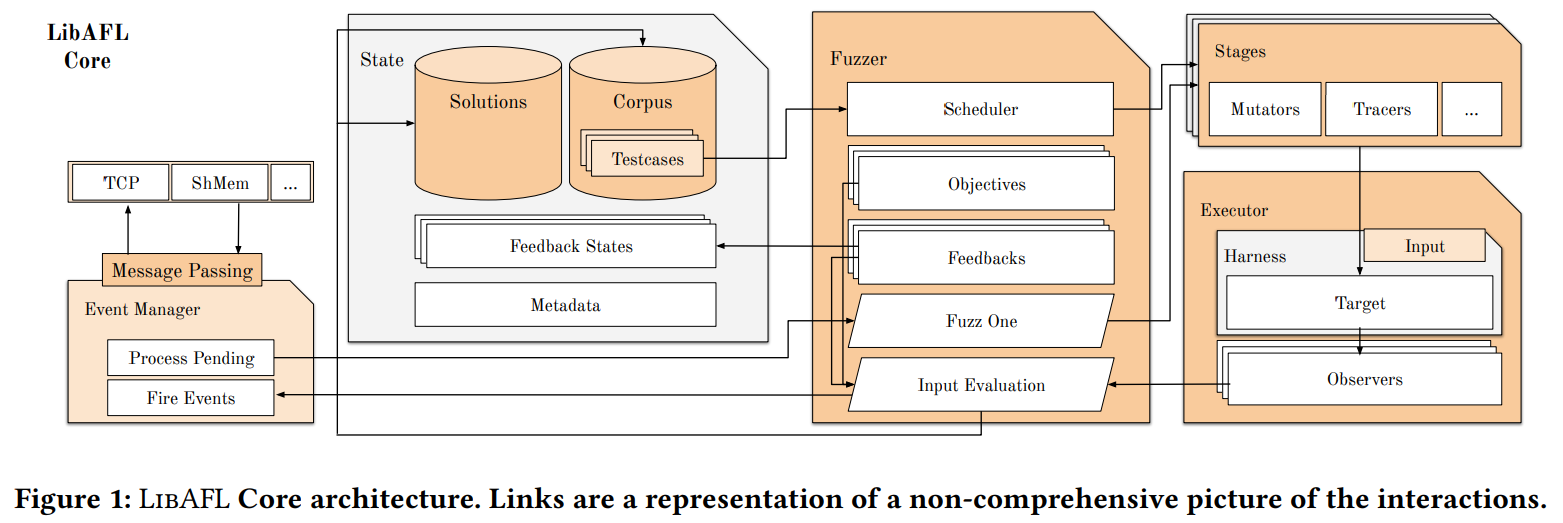 LibAFL
Core
TCP
ShMem
...
Message Passing
Event Manager
Process Pending
Fire Events
State
Solutions
Corpus
Testcases
Feedback States
Metadata
Fuzzer
Scheduler
Objectives
Feedbacks
Fuzz One
Input Evaluation
Stages
Mutators
Tracers
...
Executor
Harness
Input
Target
Observers
Figure 1: LibAFL Core architecture. Links are a representation of a non-comprehensive picture of the interactions.